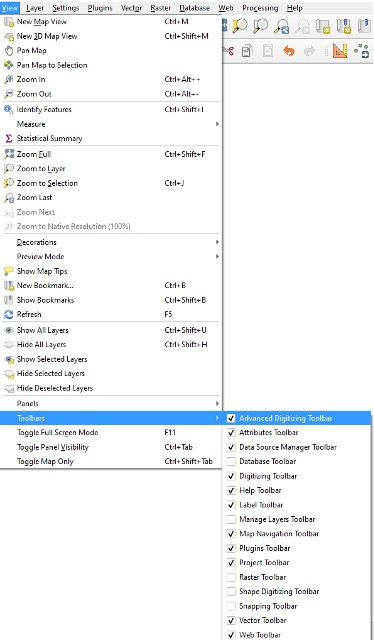 View Layer Settings Plugins Vector Raster Database Web Processing Help
New Map View Ctrl+M
New 3D Map View Ctrl+Shift+M
Pan Map
Pan Map to Selection
Zoom In Ctrl+Alt++
Zoom Out Ctrl+Alt+-
Identify Features Ctrl+Shift+I
Measure
Statistical Summary
Zoom Full Ctrl+Shift+F
Zoom to Layer
Zoom to Selection Ctrl+J
Zoom Last
Zoom Next
Zoom to Native Resolution (100%)
Decorations
Preview Mode
Show Map Tips
New Bookmark... Ctrl+B
Show Bookmarks Ctrl+Shift+B
Refresh F5
Show All Layers Ctrl+Shift+U
Hide All Layers Ctrl+Shift+H
Show Selected Layers
Hide Selected Layers
Hide Deselected Layers
Panels
Toolbars
Toggle Full Screen Mode F11
Toggle Panel Visibility Ctrl+Tab
Toggle Map Only Ctrl+Shift+Tab
Advanced Digitizing Toolbar
Attributes Toolbar
Data Source Manager Toolbar
Database Toolbar
Digitizing Toolbar
Help Toolbar
Label Toolbar
Manage Layers Toolbar
Map Navigation Toolbar
Plugins Toolbar
Project Toolbar
Raster Toolbar
Shape Digitizing Toolbar
Snapping Toolbar
Vector Toolbar
Web Toolbar